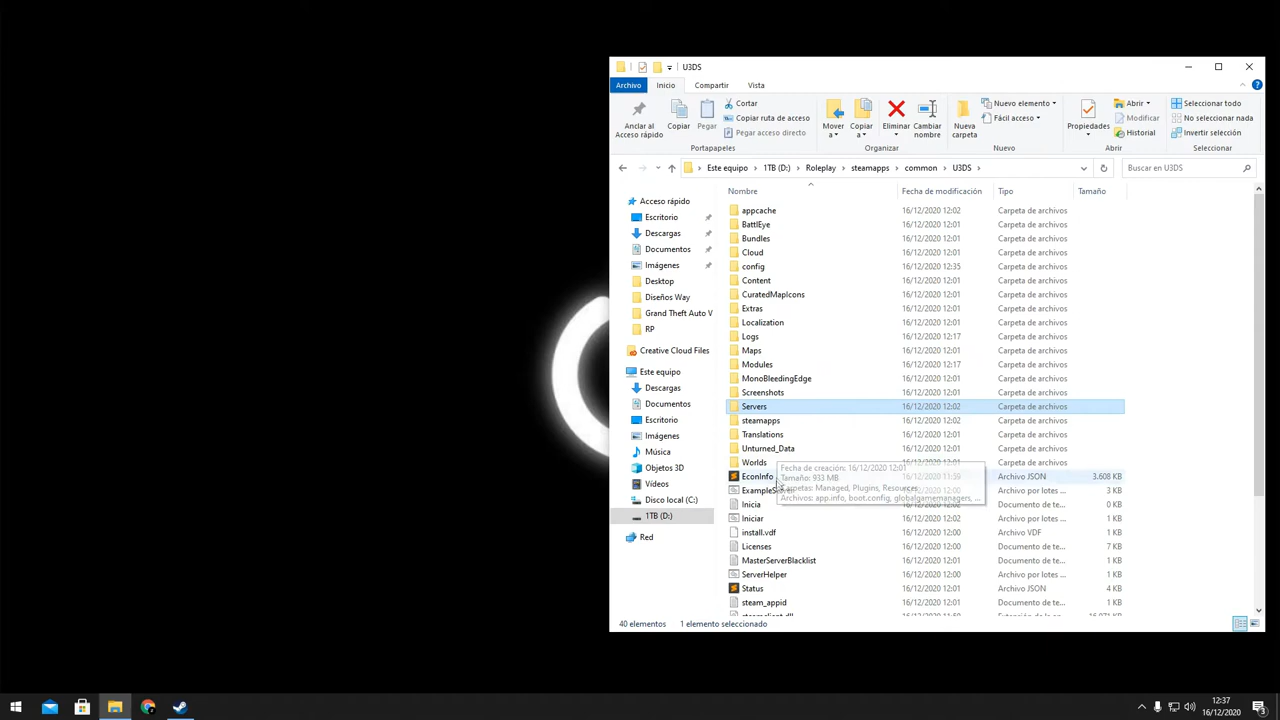 U3DS
Archivo Inicio Compartir Vista
Anclar al Acceso rápido
Copiar
Pegar
Cortar
Copiar ruta de acceso
Pegar acceso directo
Portapapeles
Mover a
Copiar a
Eliminar
Cambiar nombre
Organizar
Nueva carpeta
Nuevo elemento
Fácil acceso
Nuevo
Propiedades
Abrir
Modificar
Historial
Abrir
Seleccionar todo
No seleccionar nada
Invertir selección
Seleccionar
Este equipo > 1TB (D:) > Roleplay > steamapps > common > U3DS >
Buscar en U3DS
Acceso rápido
Escritorio
Descargas
Documentos
Imágenes
Desktop
Diseños Way
Grand Theft Auto V
RP
Creative Cloud Files
Este equipo
Descargas
Documentos
Escritorio
Imágenes
Música
Objetos 3D
Vídeos
Disco local (C:)
1TB (D:)
Red
Nombre Fecha de modificación Tipo Tamaño
appcache 16/12/2020 12:02 Carpeta de archivos
BattlEye 16/12/2020 12:01 Carpeta de archivos
Bundles 16/12/2020 12:01 Carpeta de archivos
Cloud 16/12/2020 12:01 Carpeta de archivos
config 16/12/2020 12:35 Carpeta de archivos
Content 16/12/2020 12:01 Carpeta de archivos
CuratedMapIcons 16/12/2020 12:01 Carpeta de archivos
Extras 16/12/2020 12:01 Carpeta de archivos
Localization 16/12/2020 12:01 Carpeta de archivos
Logs 16/12/2020 12:17 Carpeta de archivos
Maps 16/12/2020 12:01 Carpeta de archivos
Modules 16/12/2020 12:17 Carpeta de archivos
MonoBleedingEdge 16/12/2020 12:01 Carpeta de archivos
Screenshots 16/12/2020 12:01 Carpeta de archivos
Servers 16/12/2020 12:02 Carpeta de archivos
steamapps 16/12/2020 12:02 Carpeta de archivos
Translations 16/12/2020 12:01 Carpeta de archivos
Unturned_Data 16/12/2020 12:01 Carpeta de archivos
Worlds Carpeta de archivos
EconInfo Archivo JSON 3.608 KB
Archivo por lotes ... 3 KB
Inicia Documento de te... 0 KB
Iniciar 16/12/2020 12:02 Archivo por lotes ... 1 KB
install.vdf 16/12/2020 12:00 Archivo VDF 1 KB
Licenses 16/12/2020 12:00 Documento de te... 7 KB
MasterServerBlacklist 16/12/2020 12:01 Documento de te... 1 KB
ServerHelper 16/12/2020 12:00 Archivo por lotes ... 1 KB
Status 16/12/2020 12:01 Archivo JSON 4 KB
steam_appid 16/12/2020 12:01 Documento de te... 1 KB
Fecha de creación: 16/12/2020 12:01
Tamaño: 933 MB
Carpetas: Managed, Plugins, Resources
Archivos: app.info, boot.config, globalgamemanagers, ...
40 elementos 1 elemento seleccionado
12:37
16/12/2020
3